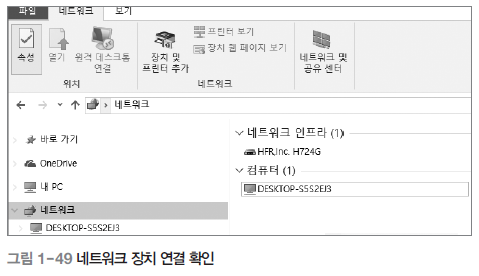 파일 네트워크 보기
속성
열기
원격 데스크톱 연결
장치 및 프린터 추가
프린터 보기
장치 웹 페이지 보기
네트워크 및 공유 센터
위치
네트워크
네트워크
바로 가기
OneDrive
내 PC
네트워크
DESKTOP-S5S2EJ3
네트워크 인프라 (1)
HFR,Inc. H724G
컴퓨터 (1)
DESKTOP-S5S2EJ3
그림 1-49 네트워크 장치 연결 확인